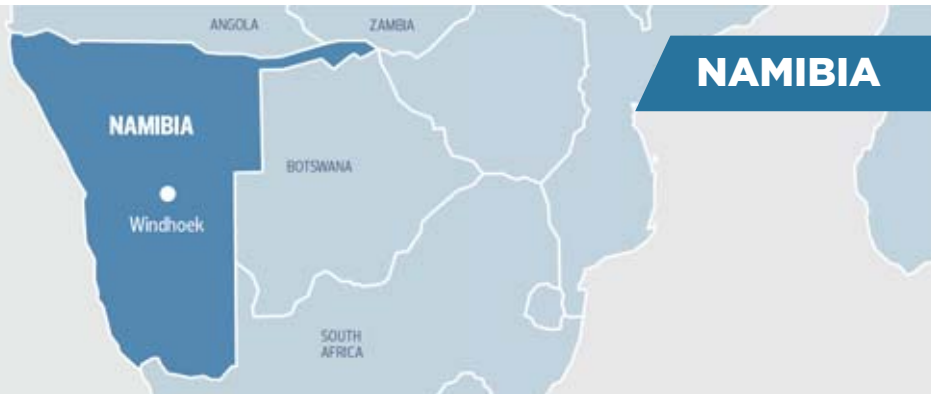 ANGOLA
ZAMBIA
NAMIBIA
NAMIBIA
BOTSWANA
Windhoek
SOUTH
AFRICA